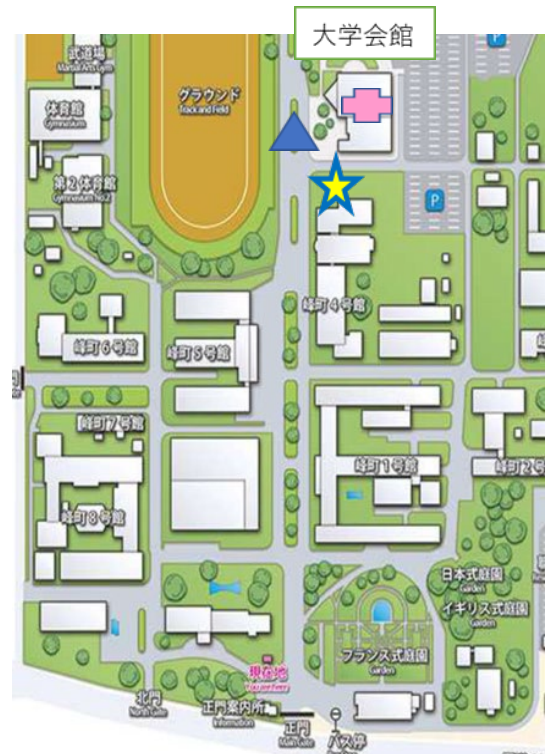 大学会館
P
武道場
Martial Arts Gym
グラウンド
Track and Field
体育館
Gymnasium
第2体育館
Gymnasium No.2
P
峰町4号館
峰町5号館
峰町6号館
峰町7号館
峰町1号館
峰町2号
峰町8号館
日本式庭園
Garden
イギリス式庭園
Garden
フランス式庭園
Garden
現在地
You are here
北門
North Gate
正門案内所
Information
正門
Main Gate
バス停